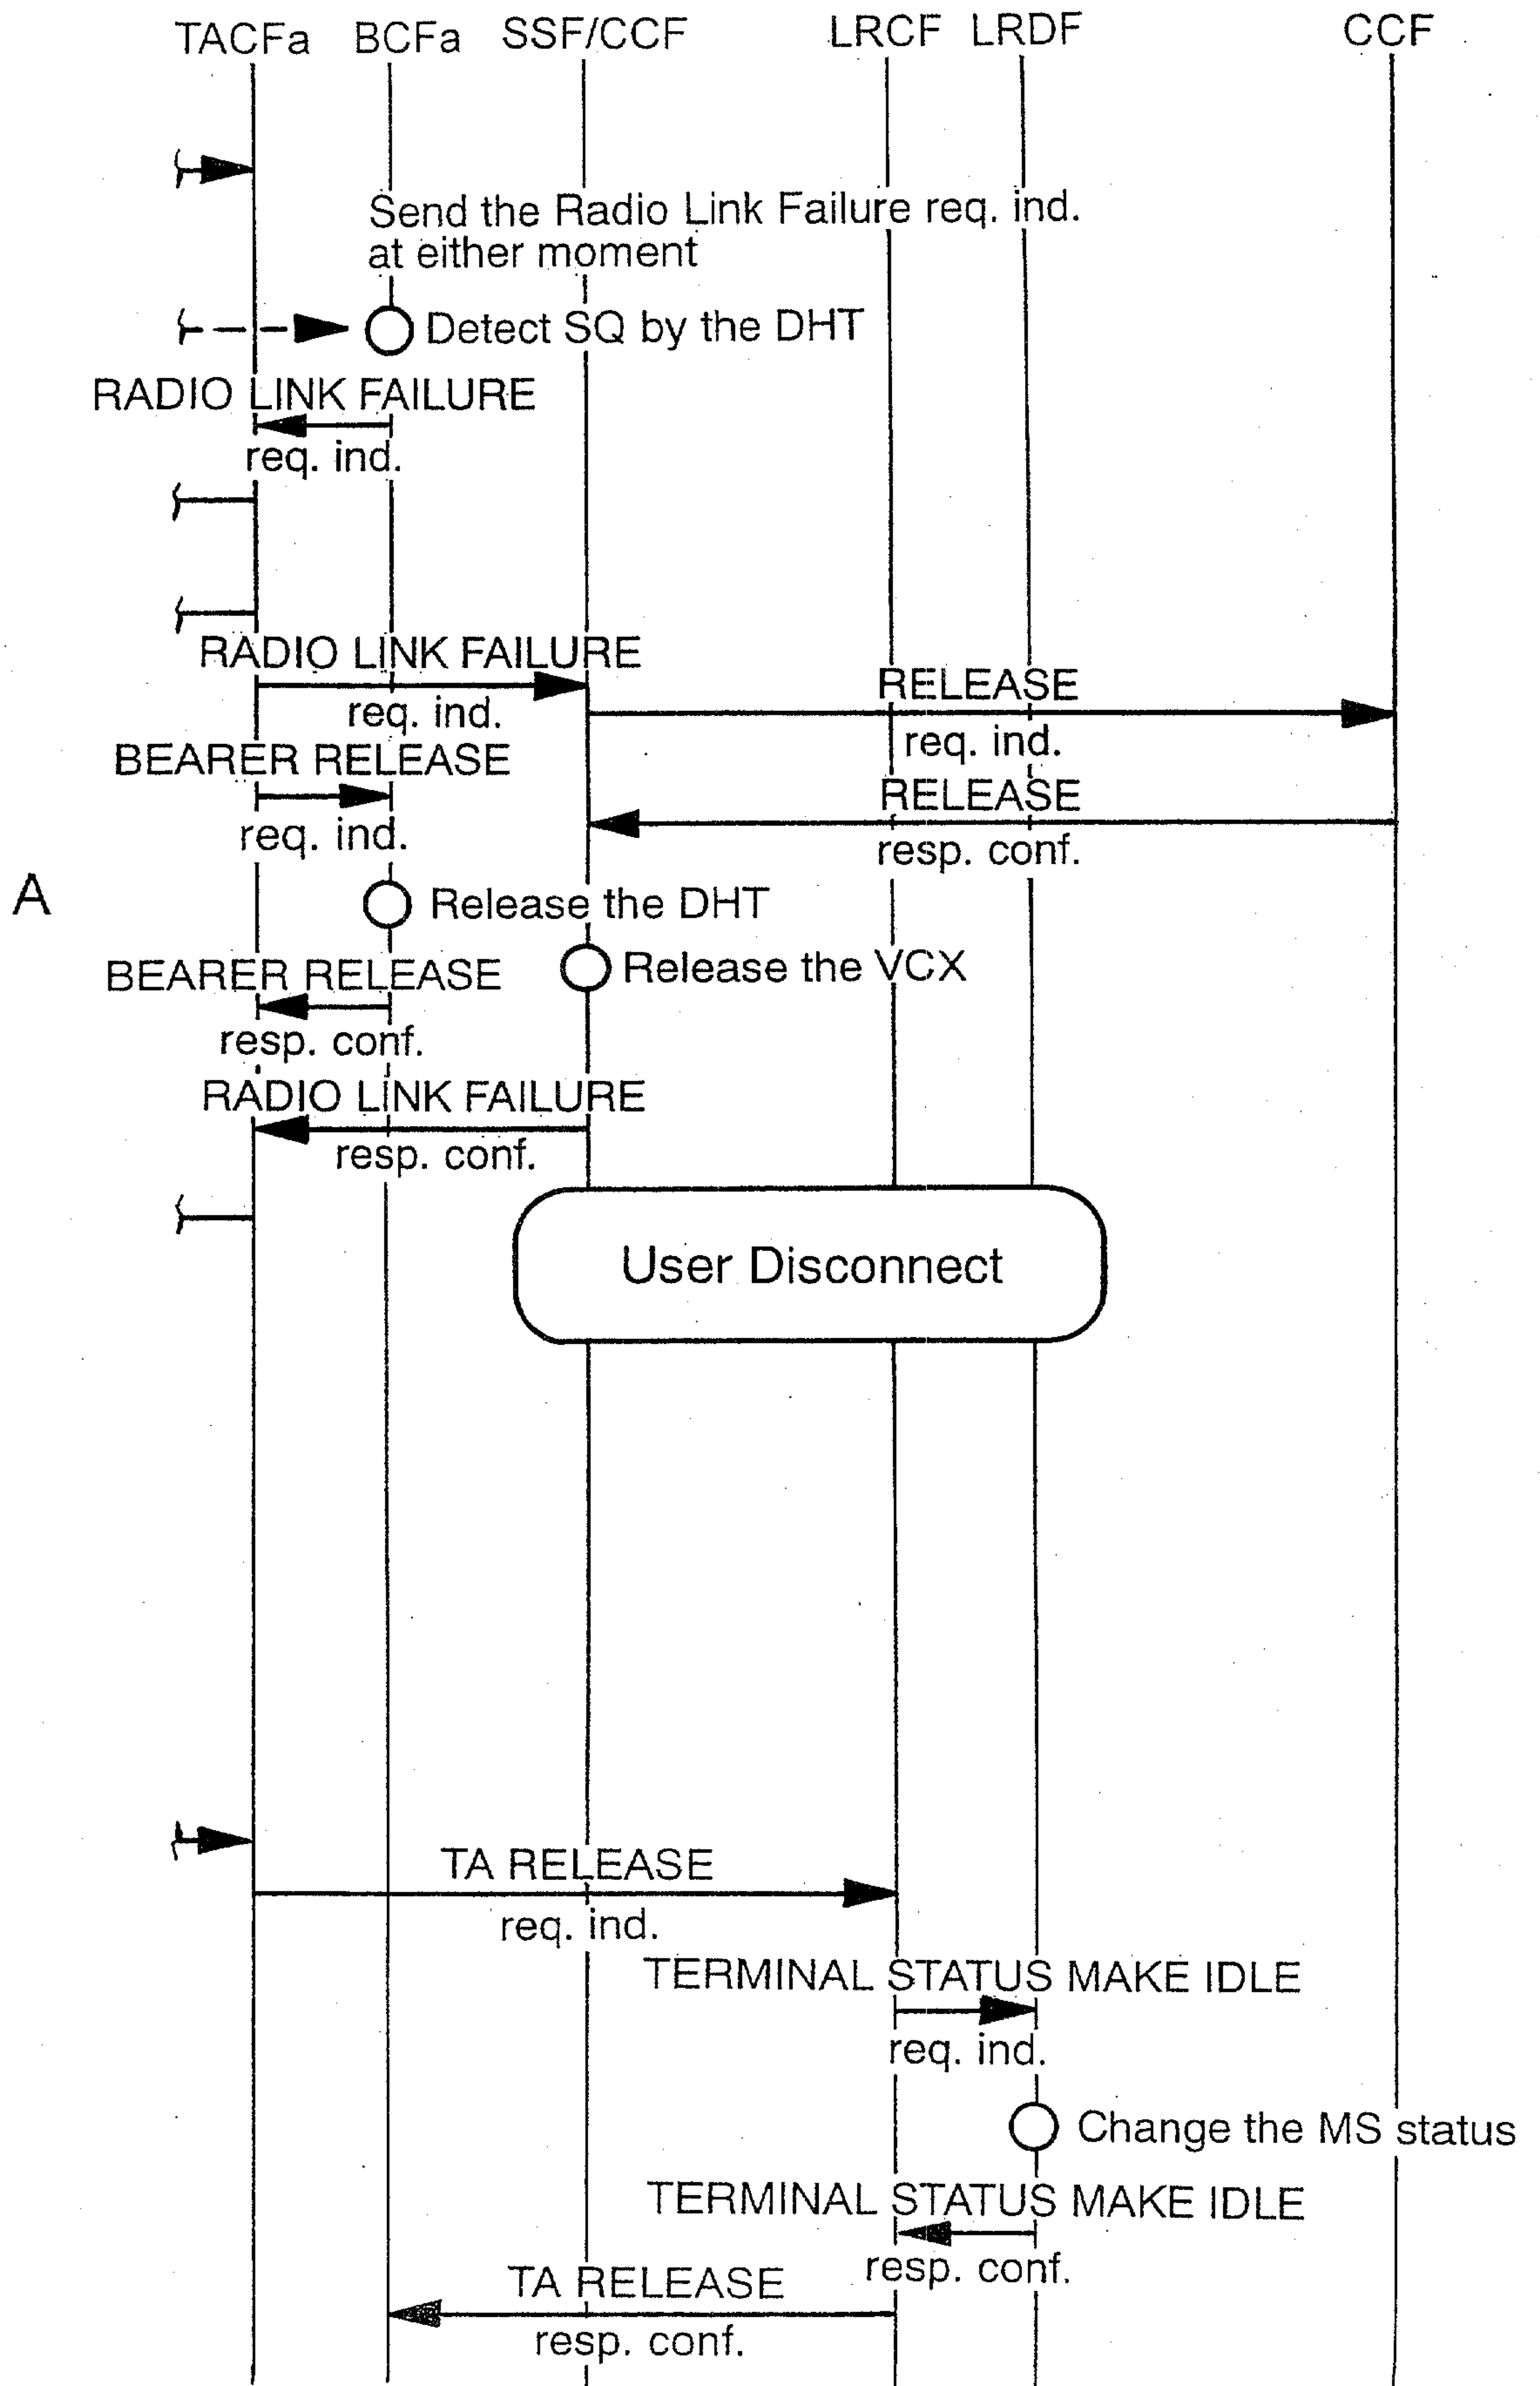 TACFa BCFa SSF/CCF LRCF LRDF CCF
Send the Radio Link Failure req. ind.
at either moment
Detect SQ by the DHT
RADIO LINK FAILURE
req. ind.
RADIO LINK FAILURE
req. ind.
RELEASE
req. ind.
BEARER RELEASE
req. ind.
RELEASE
resp. conf.
A
Release the DHT
Release the VCX
BEARER RELEASE
resp. conf.
RADIO LINK FAILURE
resp. conf.
User Disconnect
TA RELEASE
req. ind.
TERMINAL STATUS MAKE IDLE
req. ind.
Change the MS status
TERMINAL STATUS MAKE IDLE
resp. conf.
TA RELEASE
resp. conf.